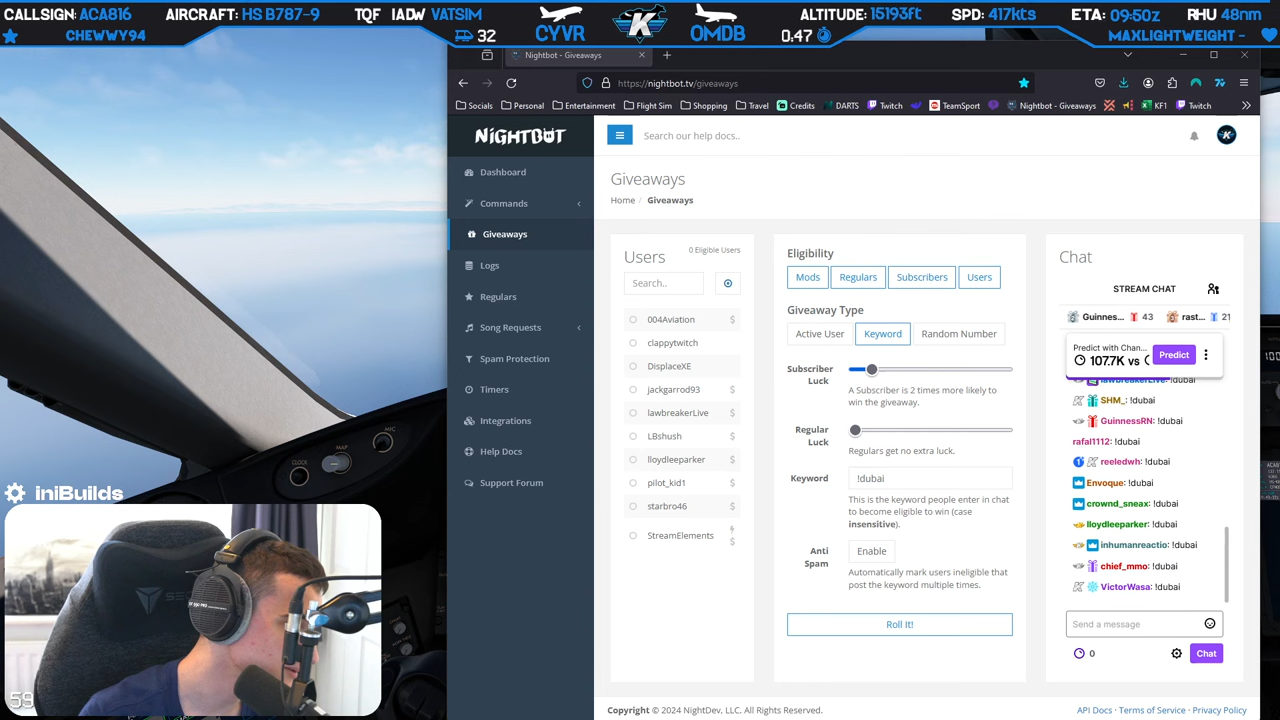 CALLSIGN: ACA816
AIRCRAFT: HS B787-9
TQF IADW VATSIM
CHEWWY94
32
CYVR
K
OMDB
0.47
ALTITUDE: 15193ft
SPD: 417kts
ETA: 09:50z
RHU 48nm
MAXLIGHTWEIGHT -
Nightbot - Giveaways
https://nightbot.tv/giveaways
Socials
Personal
Entertainment
Flight Sim
Shopping
Travel
Credits
DARTS
Twitch
TeamSport
Nightbot - Giveaways
KF1
Twitch
NIGHTBOT
Dashboard
Commands
Giveaways
Logs
Regulars
Song Requests
Spam Protection
Timers
Integrations
Help Docs
Support Forum
Search our help docs..
Giveaways
Home / Giveaways
Users
0 Eligible Users
Search..
004Aviation
clappytwitch
DisplaceXE
jackgarrod93
lawbreakerLive
LBshush
lloydleeparker
pilot_kid1
starbro46
StreamElements
Eligibility
Mods
Regulars
Subscribers
Users
Giveaway Type
Active User
Keyword
Random Number
Subscriber Luck
A Subscriber is 2 times more likely to
win the giveaway.
Regular Luck
Regulars get no extra luck.
Keyword
!dubai
This is the keyword people enter in chat
to become eligible to win (case
insensitive).
Anti Spam
Enable
Automatically mark users ineligible that
post the keyword multiple times.
Roll It!
Chat
STREAM CHAT
Guinnes... 43
rast... 21
Predict with Chan...
107.7K vs
Predict
lawbreakerLive: !dubai
SHM_: !dubai
GuinnessRN: !dubai
rafal1112: !dubai
reeledwh: !dubai
Envoque: !dubai
crownd_sneax: !dubai
lloydleeparker: !dubai
inhumanreactio: !dubai
chief_mmo: !dubai
VictorWasa: !dubai
Send a message
0
Chat
Copyright © 2024 NightDev, LLC. All Rights Reserved.
API Docs · Terms of Service · Privacy Policy
CLOCK
MAP
MIC
iniBuilds
59